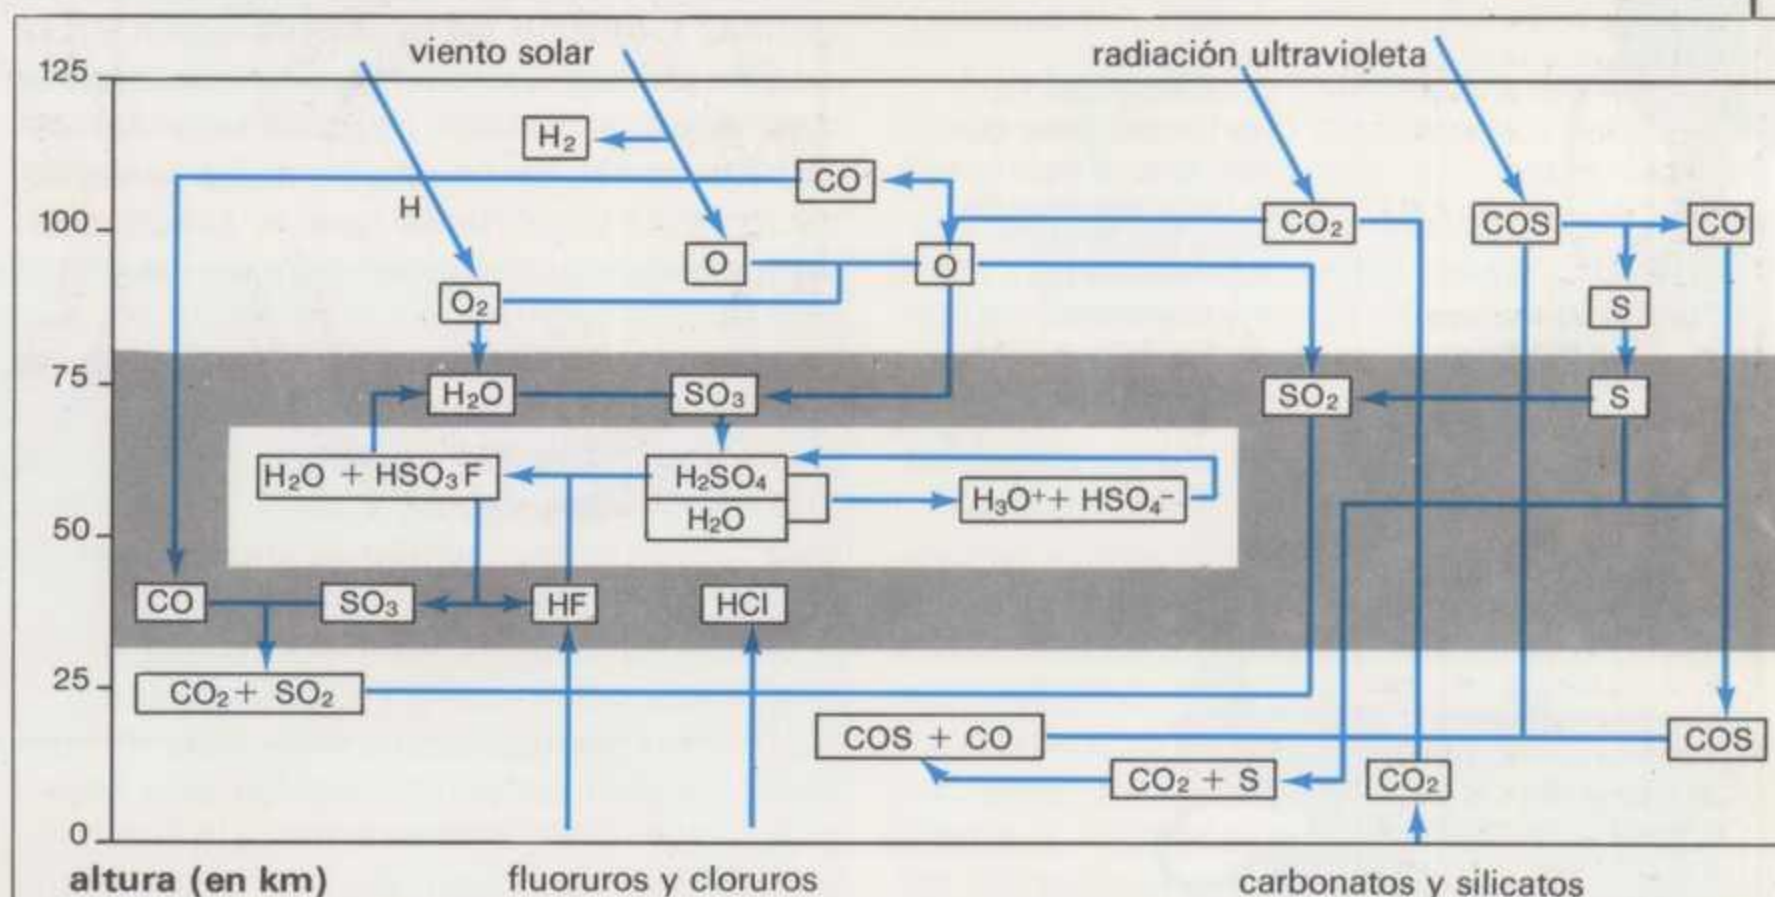 viento solar radiación ultravioleta
125
H₂
CO
H
100 CO₂ COS CO
O O
O₂ S
75 H₂O SO₃ SO₂ S
H₂O + HSO₃F H₂SO₄ H₃O⁺ + HSO₄⁻
H₂O
50
CO SO₃ HF HCl
25 CO₂ + SO₂
COS + CO COS
CO₂ + S CO₂
0
altura (en km) fluoruros y cloruros carbonatos y silicatos